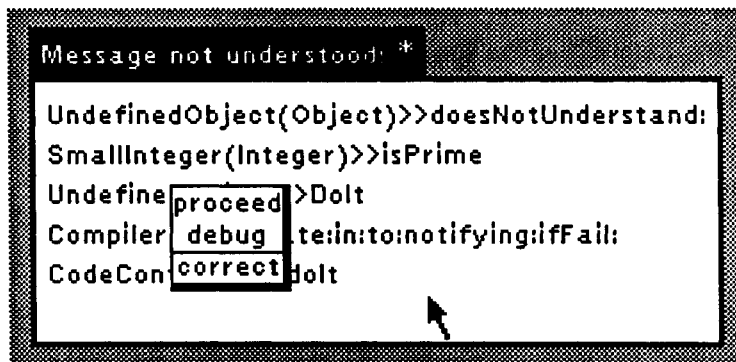 Message not understood: *
UndefinedObject(Object)>>doesNotUnderstand:
SmallInteger(Integer)>>isPrime
Undefine >DoIt
proceed
Compiler te:in:to:notifying:ifFail:
debug
CodeCon doIt
correct